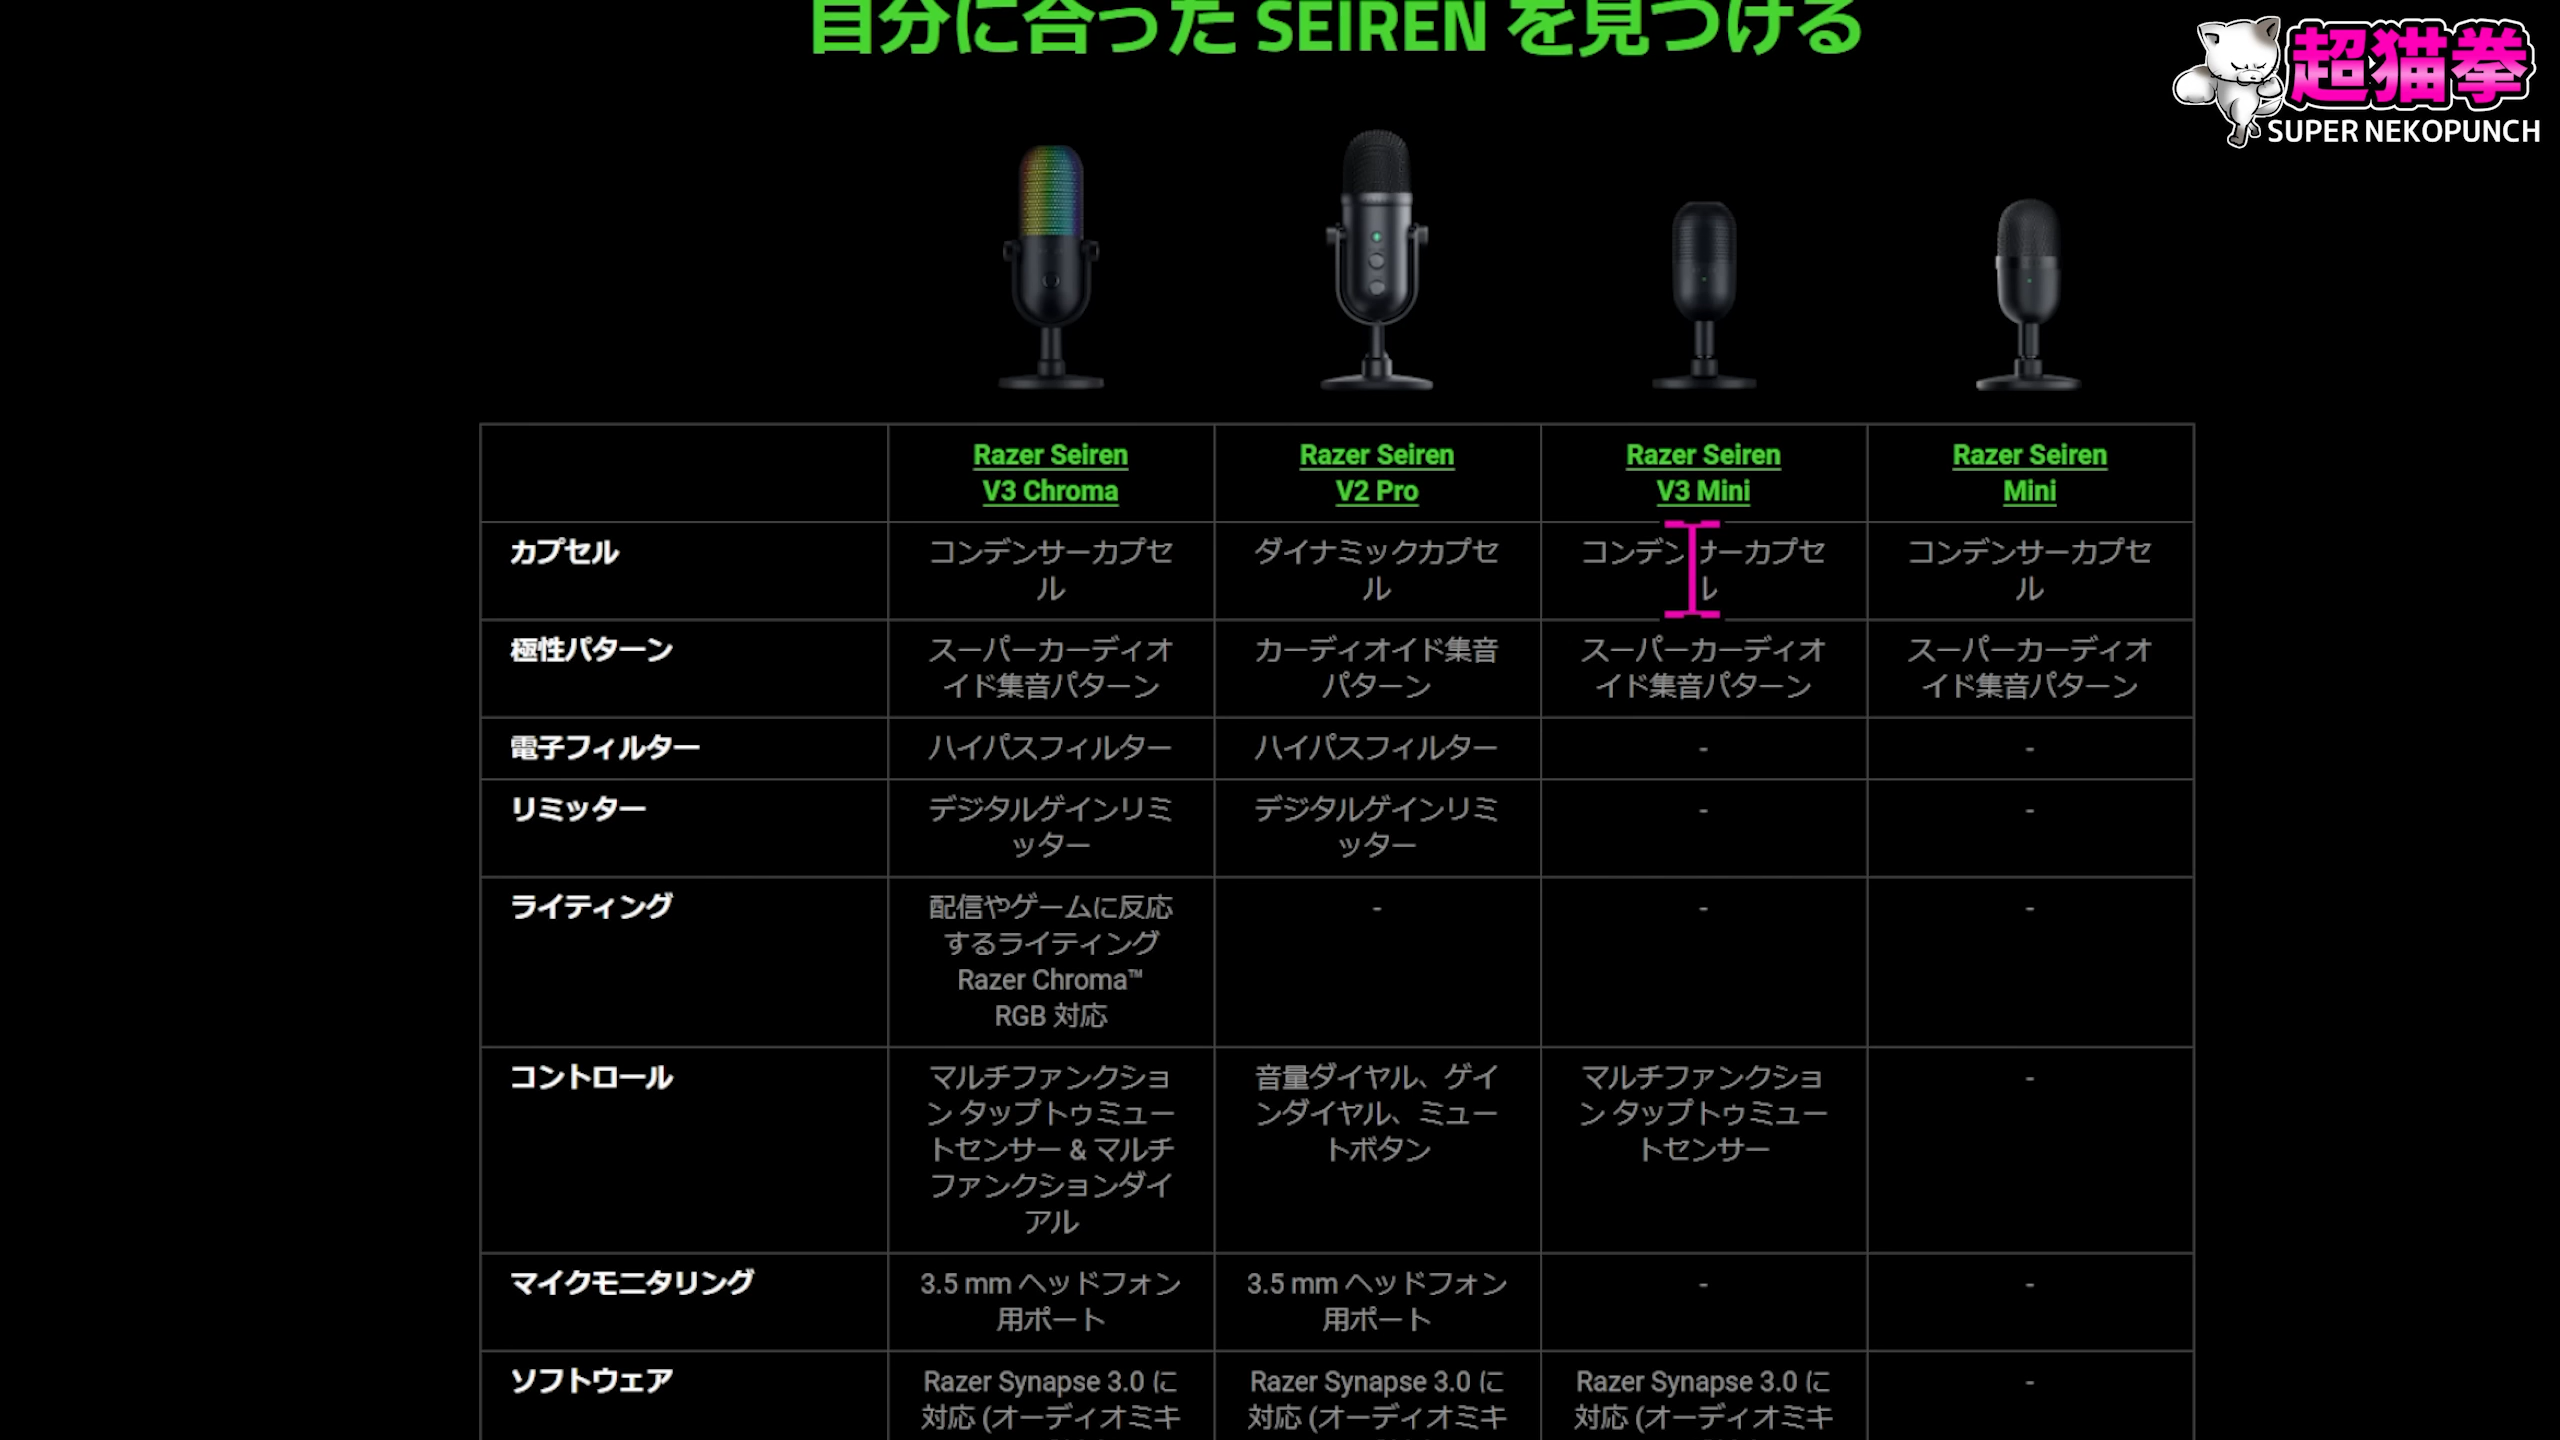 自分に合った SEIREN を見つける
超猫拳
SUPER NEKOPUNCH
Razer Seiren
V3 Chroma
Razer Seiren
V2 Pro
Razer Seiren
V3 Mini
Razer Seiren
Mini
カプセル
コンデンサーカプセ
ル
ダイナミックカプセ
ル
コンデンサーカプセ
ル
コンデンサーカプセ
ル
極性パターン
スーパーカーディオ
イド集音パターン
カーディオイド集音
パターン
スーパーカーディオ
イド集音パターン
スーパーカーディオ
イド集音パターン
電子フィルター
ハイパスフィルター
ハイパスフィルター
-
-
リミッター
デジタルゲインリミ
ッター
デジタルゲインリミ
ッター
-
-
ライティング
配信やゲームに反応
するライティング
Razer Chroma™
RGB 対応
-
-
-
コントロール
マルチファンクショ
ン タップトゥミュー
トセンサー & マルチ
ファンクションダイ
アル
音量ダイヤル、ゲイ
ンダイヤル、ミュー
トボタン
マルチファンクショ
ン タップトゥミュー
トセンサー
-
マイクモニタリング
3.5 mm ヘッドフォン
用ポート
3.5 mm ヘッドフォン
用ポート
-
-
ソフトウェア
Razer Synapse 3.0 に
対応 (オーディオミキ
Razer Synapse 3.0 に
対応 (オーディオミキ
Razer Synapse 3.0 に
対応 (オーディオミキ
-